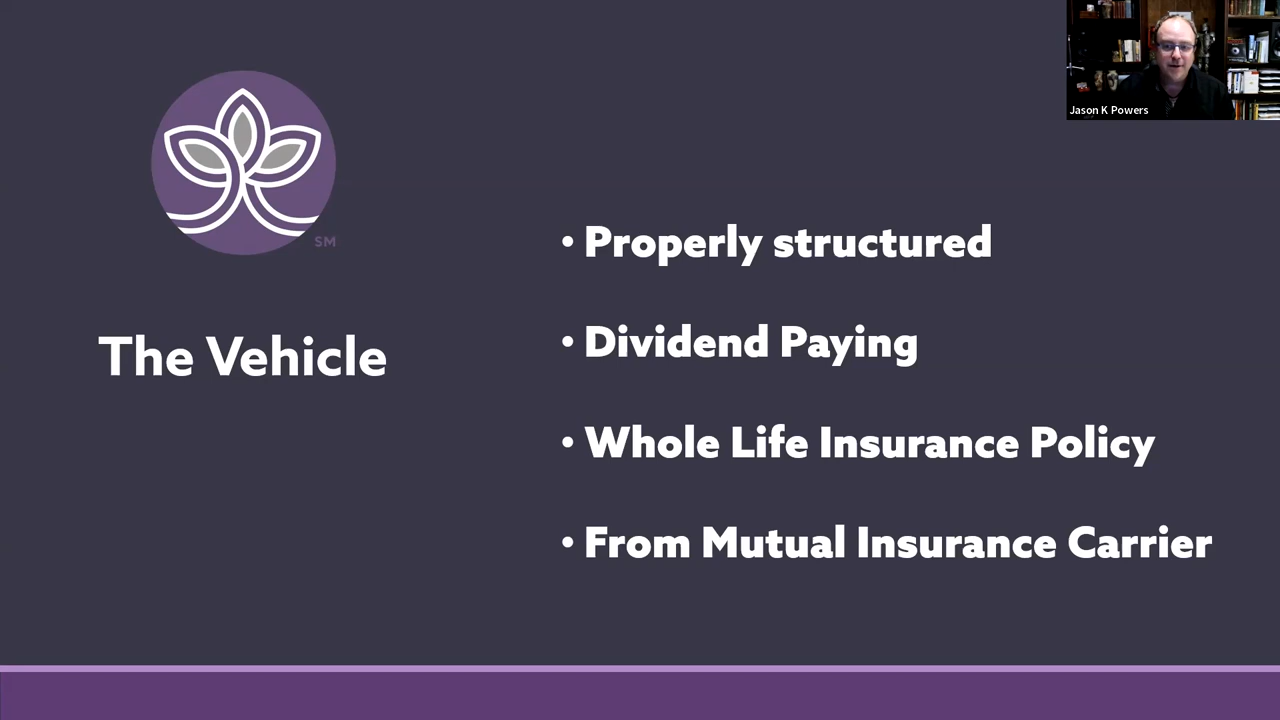 Jason K Powers
SM
The Vehicle
• Properly structured
• Dividend Paying
• Whole Life Insurance Policy
• From Mutual Insurance Carrier